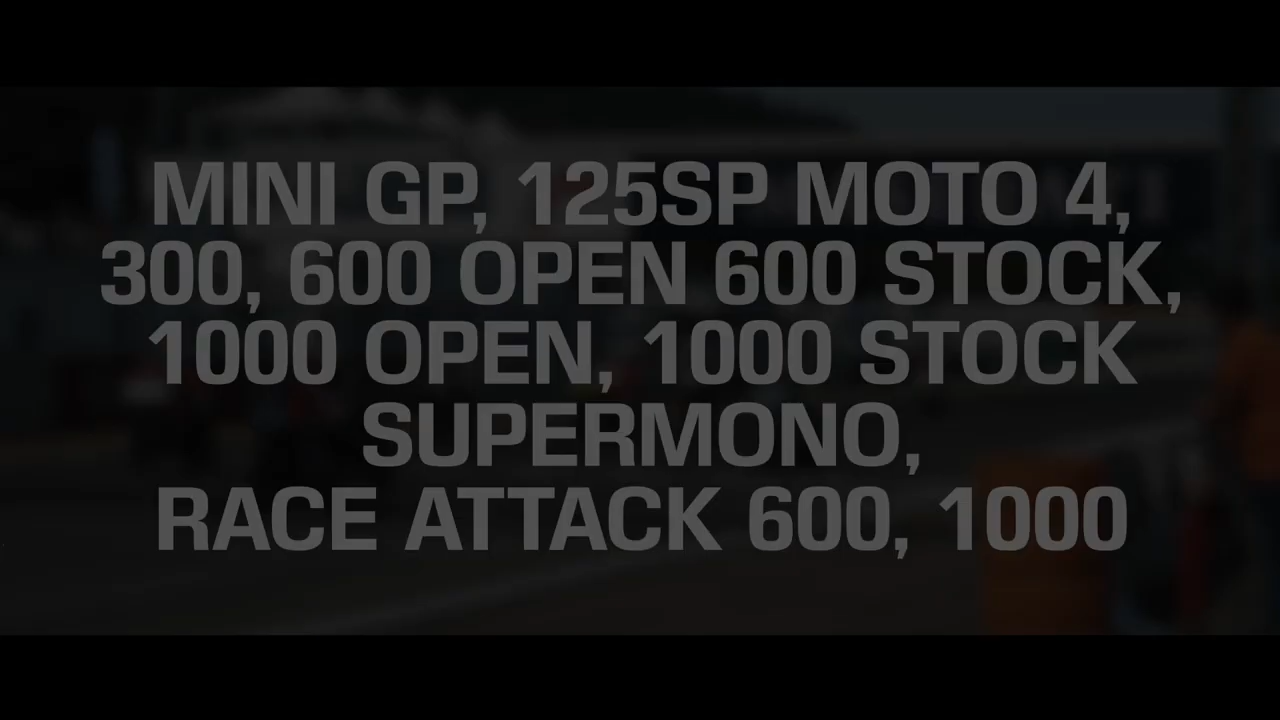 MINI GP, 125SP MOTO 4,
300, 600 OPEN 600 STOCK,
1000 OPEN, 1000 STOCK
SUPERMONO,
RACE ATTACK 600, 1000